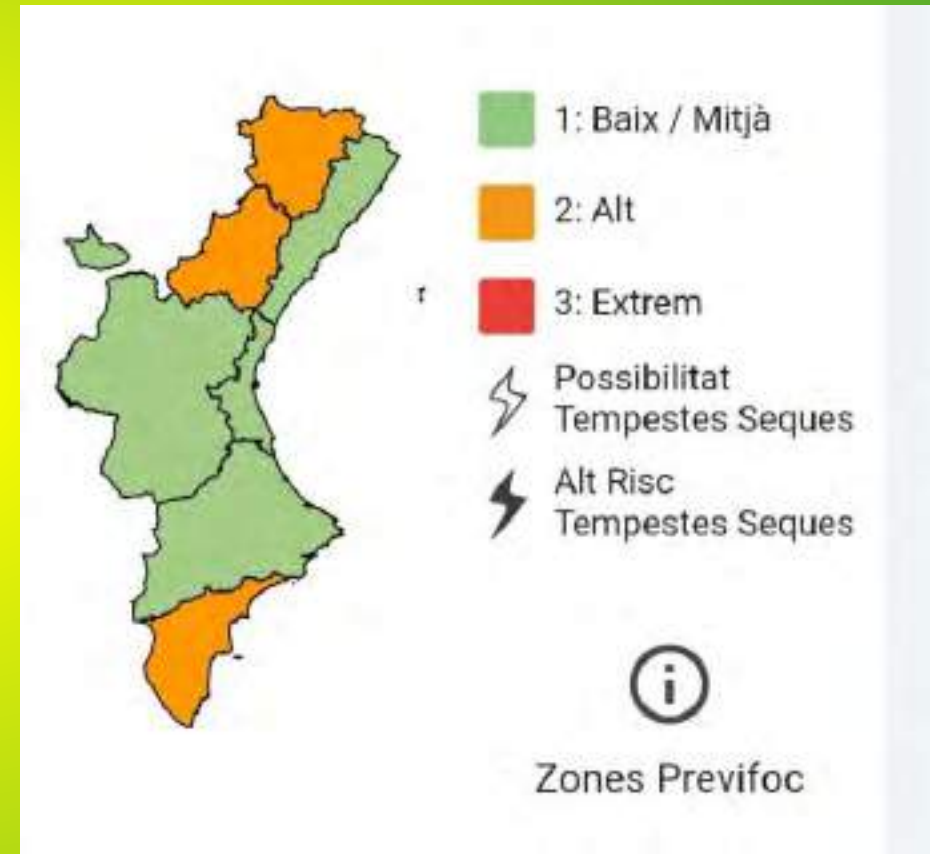 1: Baix / Mitjà
2: Alt
3: Extrem
Possibilitat
Tempestes Seques
Alt Risc
Tempestes Seques
i
Zones Previfoc